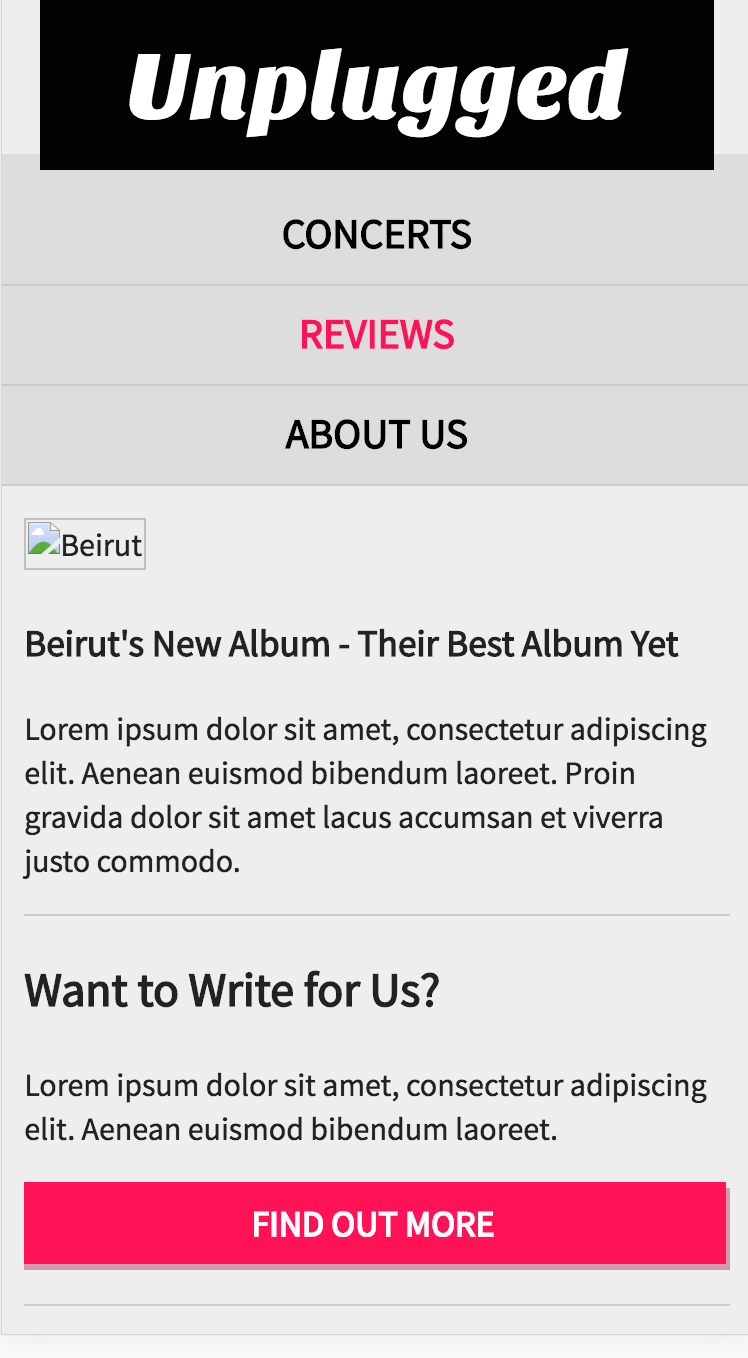 Unplugged
CONCERTS
REVIEWS
ABOUT US
Beirut
Beirut's New Album - Their Best Album Yet
Lorem ipsum dolor sit amet, consectetur adipiscing
elit. Aenean euismod bibendum laoreet. Proin
gravida dolor sit amet lacus accumsan et viverra
justo commodo.
Want to Write for Us?
Lorem ipsum dolor sit amet, consectetur adipiscing
elit. Aenean euismod bibendum laoreet.
FIND OUT MORE